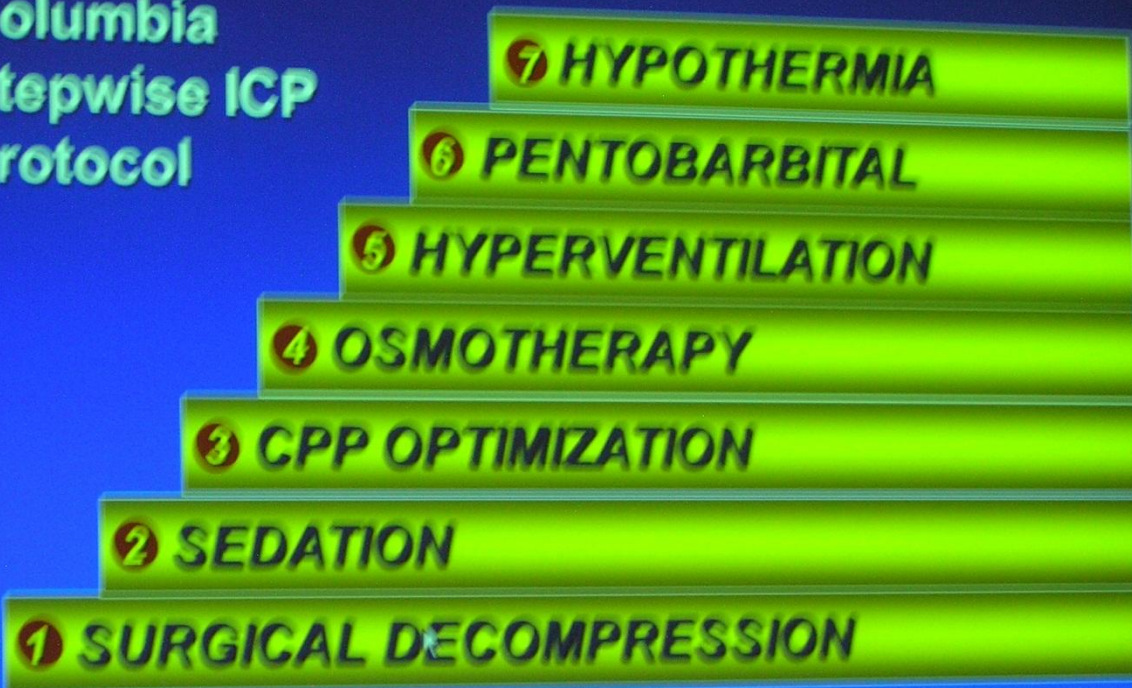 olumbia
tepwise ICP
rotocol
7 HYPOTHERMIA
6 PENTOBARBITAL
5 HYPERVENTILATION
4 OSMOTHERAPY
3 CPP OPTIMIZATION
2 SEDATION
1 SURGICAL DECOMPRESSION